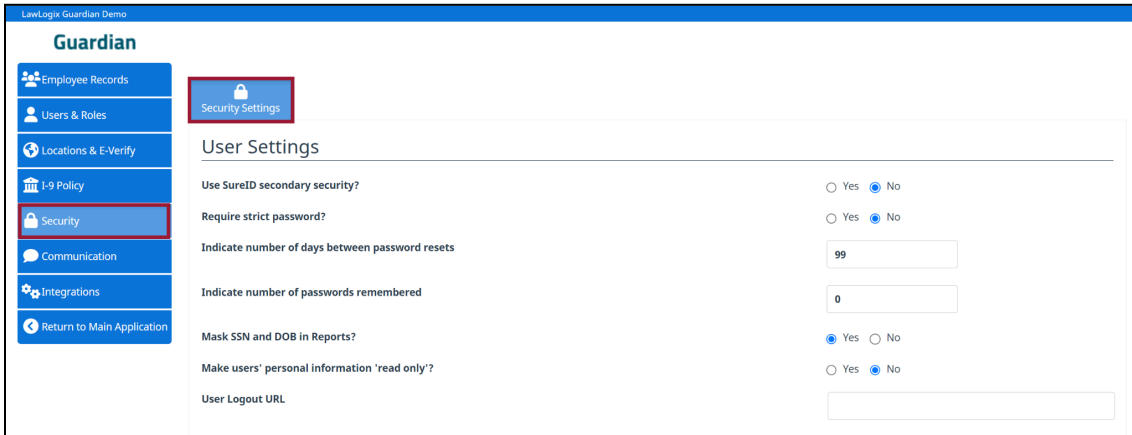 LawLogix Guardian Demo
Guardian
Employee Records
Users & Roles
Locations & E-Verify
I-9 Policy
Security
Communication
Integrations
Return to Main Application
Security Settings
User Settings
Use SureID secondary security? Yes No
Require strict password? Yes No
Indicate number of days between password resets 99
Indicate number of passwords remembered 0
Mask SSN and DOB in Reports? Yes No
Make users' personal information 'read only'? Yes No
User Logout URL